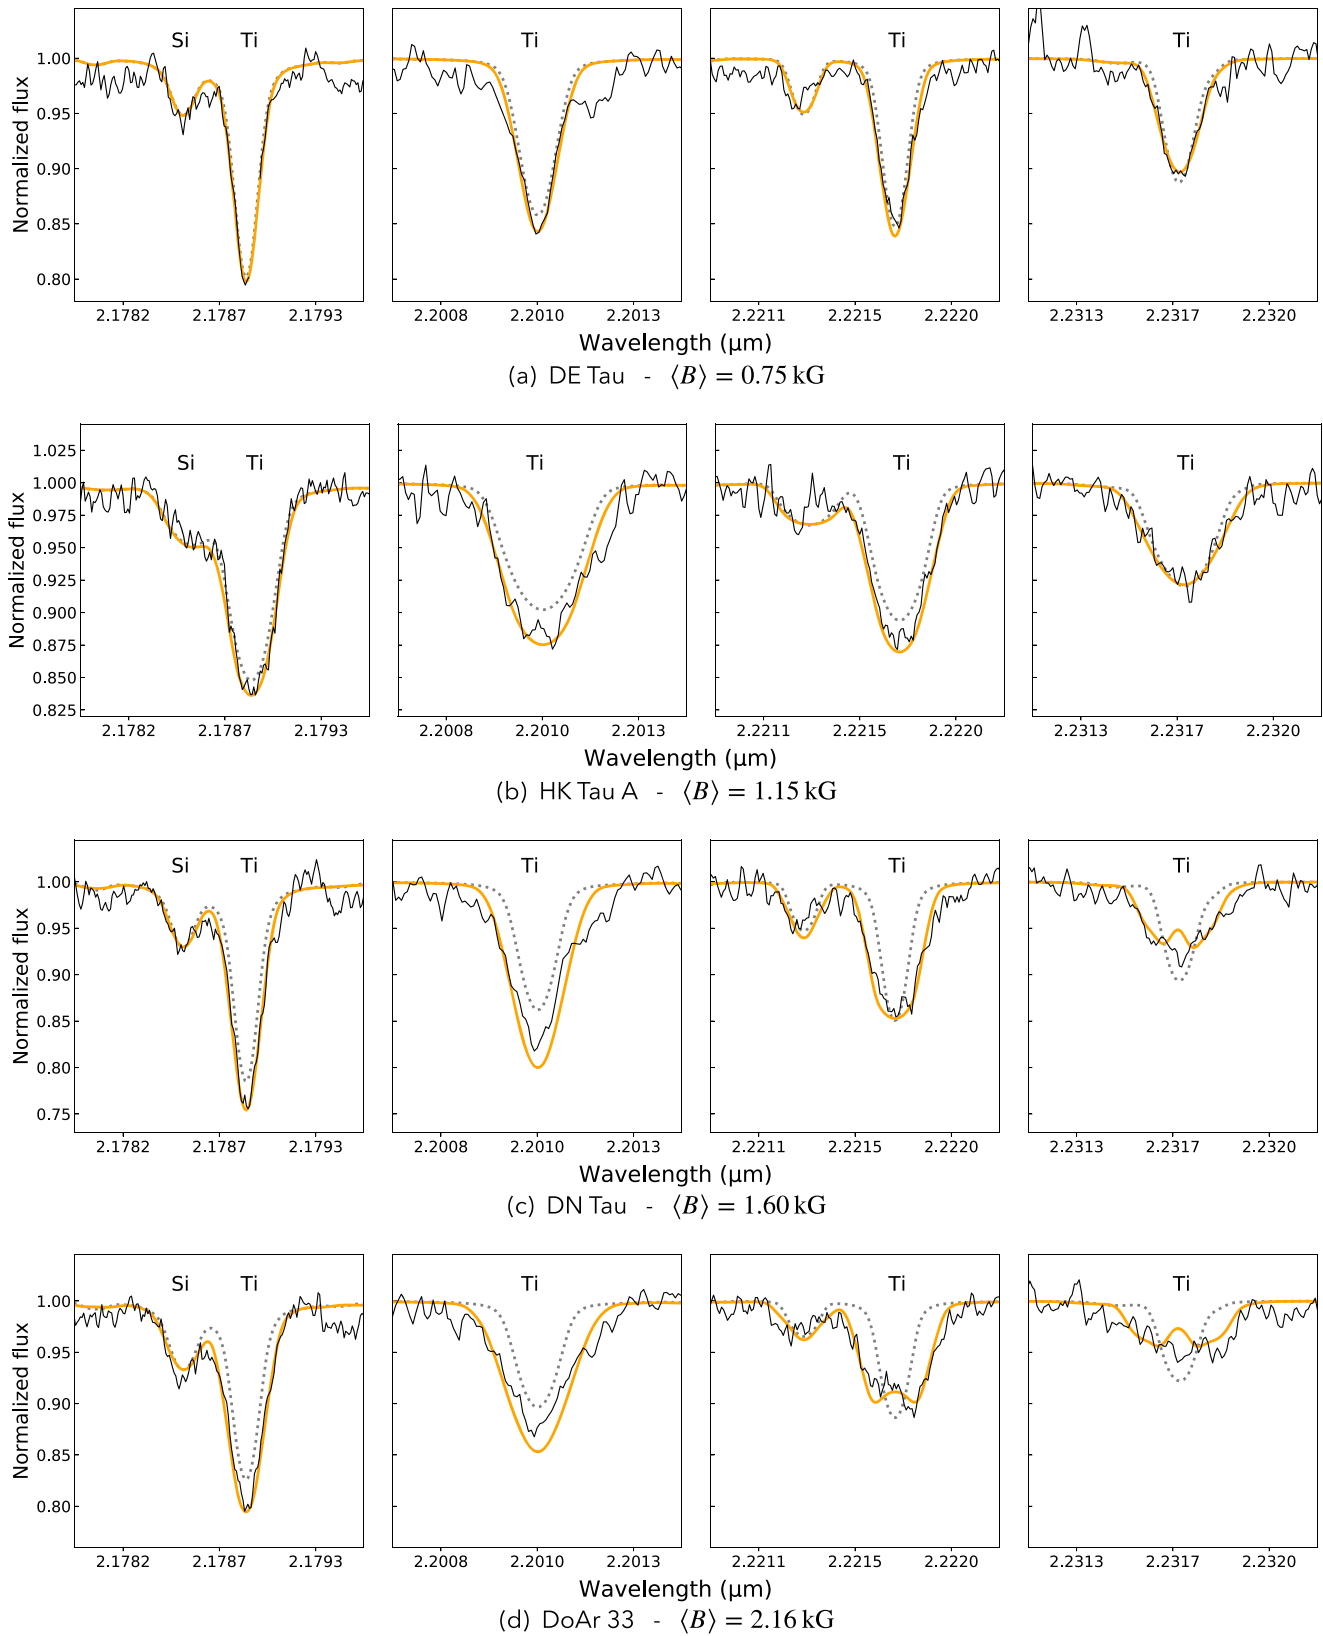 Si Ti Ti Ti Ti
1.00
0.95
0.90
0.85
0.80
Normalized flux
2.1782 2.1787 2.1793 2.2008 2.2010 2.2013 2.2211 2.2215 2.2220 2.2313 2.2317 2.2320
Wavelength (μm)
(a) DE Tau - ⟨B⟩ = 0.75 kG
Si Ti Ti Ti Ti
1.025
1.000
0.975
0.950
0.925
0.900
0.875
0.850
0.825
Normalized flux
2.1782 2.1787 2.1793 2.2008 2.2010 2.2013 2.2211 2.2215 2.2220 2.2313 2.2317 2.2320
Wavelength (μm)
(b) HK Tau A - ⟨B⟩ = 1.15 kG
Si Ti Ti Ti Ti
1.00
0.95
0.90
0.85
0.80
0.75
Normalized flux
2.1782 2.1787 2.1793 2.2008 2.2010 2.2013 2.2211 2.2215 2.2220 2.2313 2.2317 2.2320
Wavelength (μm)
(c) DN Tau - ⟨B⟩ = 1.60 kG
Si Ti Ti Ti Ti
1.00
0.95
0.90
0.85
0.80
Normalized flux
2.1782 2.1787 2.1793 2.2008 2.2010 2.2013 2.2211 2.2215 2.2220 2.2313 2.2317 2.2320
Wavelength (μm)
(d) DoAr 33 - ⟨B⟩ = 2.16 kG